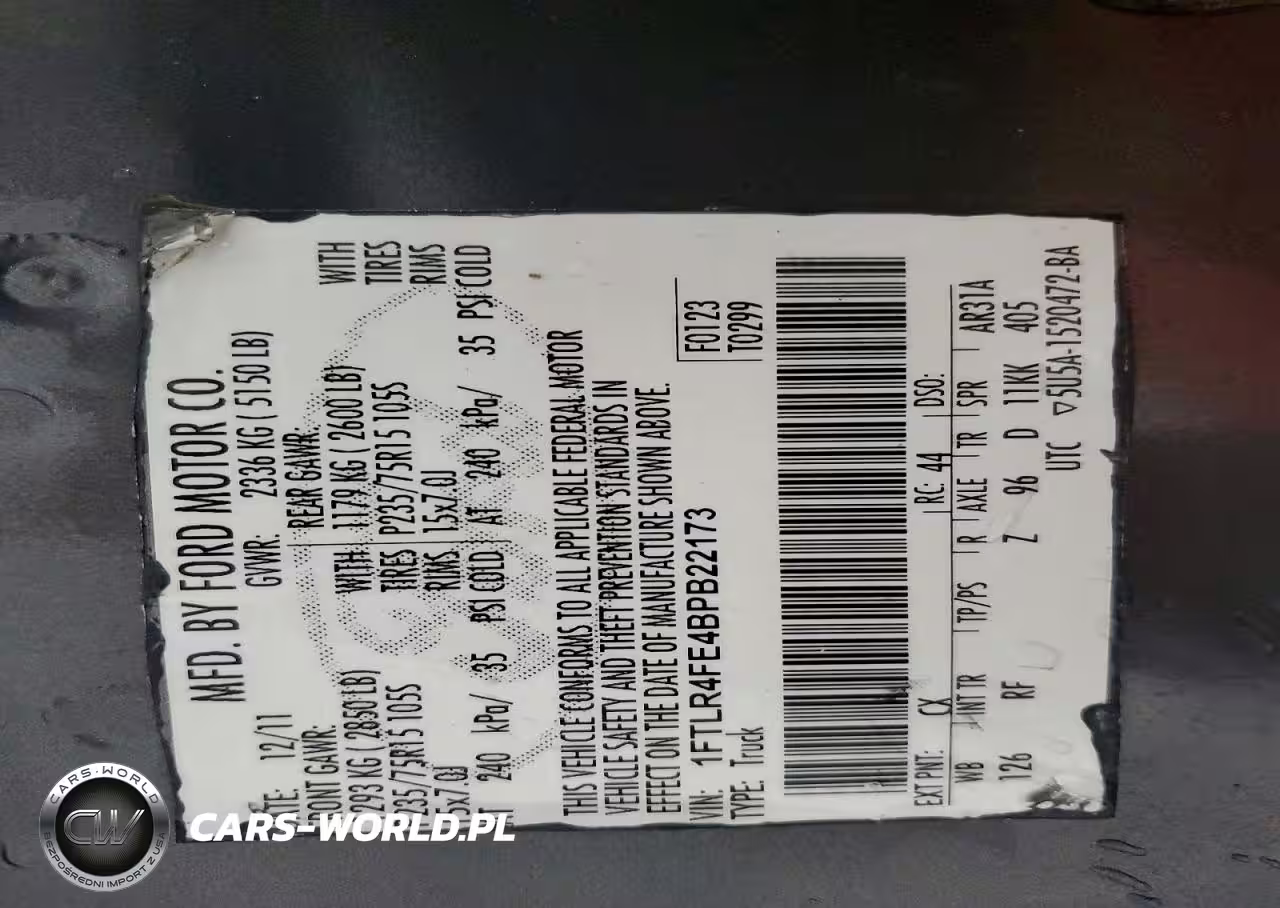 MFD. BY FORD MOTOR CO.
12/11
GVWR: 2336 KG ( 5150 LB)
REAR GAWR:
1293 KG ( 2850 LB) WITH 1179 KG ( 2600 LB) WITH
P235/75R15 105S TIRES P235/75R15 105S TIRES
15x7.0J RIMS 15x7.0J RIMS
AT 240 kPa/ 35 PSI COLD AT 240 kPa/ 35 PSI COLD
THIS VEHICLE CONFORMS TO ALL APPLICABLE FEDERAL MOTOR
VEHICLE SAFETY AND THEFT PREVENTION STANDARDS IN
EFFECT ON THE DATE OF MANUFACTURE SHOWN ABOVE.
VIN: 1FTLR4FE4BPB22173
F0123
TYPE: Truck
T0299
EXT PNT: CX RC: 44 DSO:
WB INT TR TP/PS R AXLE TR SPR AR31A
126 RF Z 96 D 11KK 405
UTC ▽5U5A-1520472-BA
CARS-WORLD
CW
BEZPOŚREDNI IMPORT Z USA
CARS-WORLD.PL